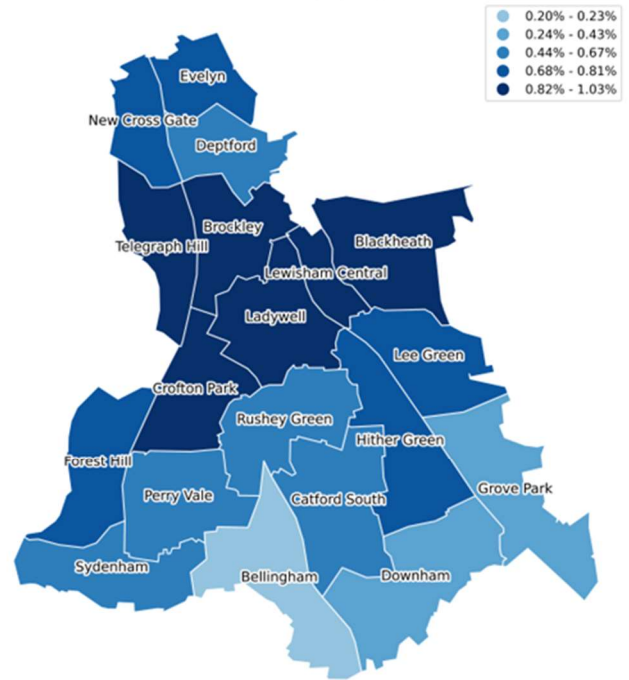 0.20% - 0.23%
0.24% - 0.43%
0.44% - 0.67%
0.68% - 0.81%
0.82% - 1.03%
Evelyn
New Cross Gate
Deptford
Brockley
Telegraph Hill
Blackheath
Lewisham Central
Ladywell
Lee Green
Crofton Park
Rushey Green
Hither Green
Forest Hill
Grove Park
Perry Vale
Catford South
Sydenham
Bellingham
Downham